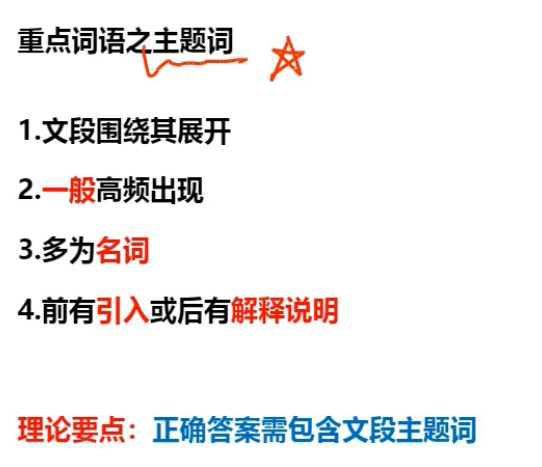 重点词语之主题词
1.文段围绕其展开
2.一般高频出现
3.多为名词
4.前有引入或后有解释说明
理论要点：正确答案需包含文段主题词